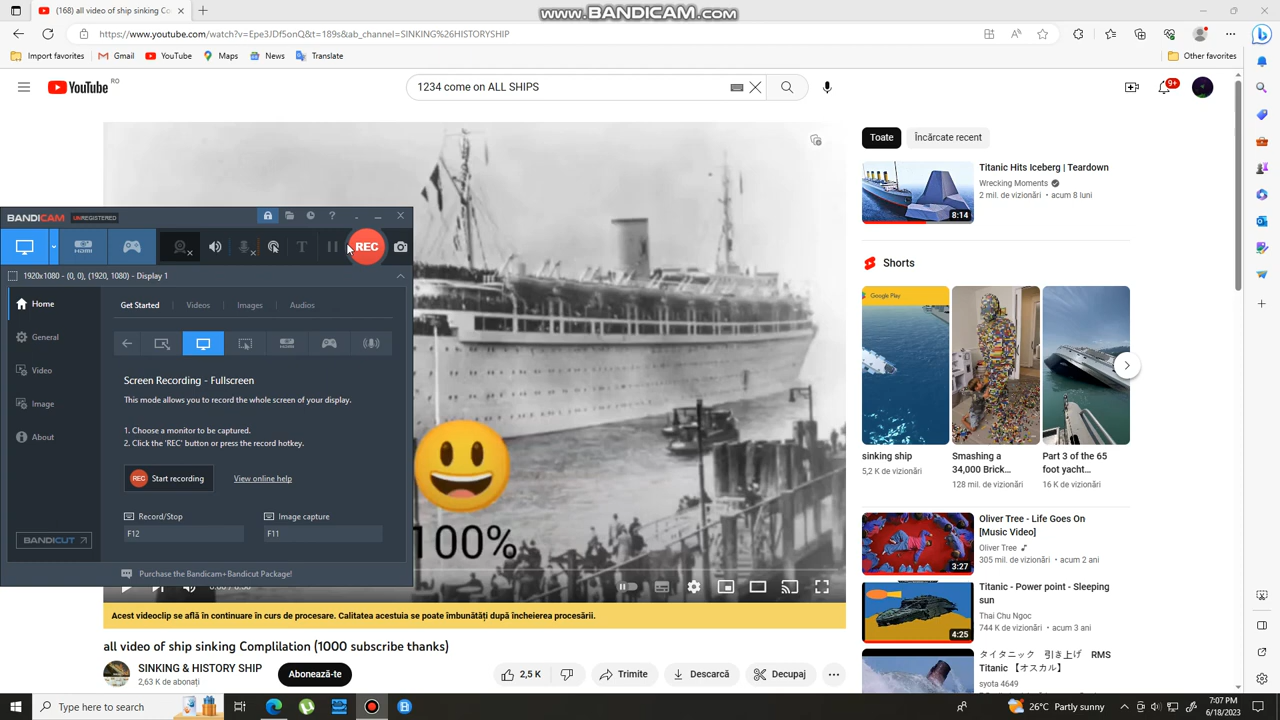 www.BANDICAM.com
(168) all video of ship sinking Co
https://www.youtube.com/watch?v=Epe3JDf5onQ&t=189s&ab_channel=SINKING%26HISTORYSHIP
Import favorites
Gmail
YouTube
Maps
News
Translate
Other favorites
YouTube RO
1234 come on ALL SHIPS
9+
BANDICAM UNREGISTERED
REC
1920x1080 - (0, 0), (1920, 1080) - Display 1
Home
General
Video
Image
About
BANDICUT
Get Started
Videos
Images
Audios
Screen Recording - Fullscreen
This mode allows you to record the whole screen of your display.
1. Choose a monitor to be captured.
2. Click the 'REC' button or press the record hotkey.
REC Start recording
View online help
Record/Stop
Image capture
F12
F11
Purchase the Bandicam+Bandicut Package!
100%
Acest videoclip se află în continuare în curs de procesare. Calitatea acestuia se poate îmbunătăți după încheierea procesării.
all video of ship sinking Complilation (1000 subscribe thanks)
SINKING & HISTORY SHIP
2,63 K de abonați
Abonează-te
2,5 K
Trimite
Descarcă
Decupaj
Toate
Încărcate recent
Titanic Hits Iceberg | Teardown
Wrecking Moments
2 mil. de vizionări • acum 8 luni
8:14
Shorts
Google Play
sinking ship
5,2 K de vizionări
Smashing a
34,000 Brick...
128 mil. de vizionări
Part 3 of the 65
foot yacht...
16 K de vizionări
Oliver Tree - Life Goes On
[Music Video]
Oliver Tree
305 mil. de vizionări • acum 2 ani
3:27
Titanic - Power point - Sleeping
sun
Thai Chu Ngoc
744 K de vizionări • acum 3 ani
4:25
タイタニック 引き上げ RMS
Titanic 【オスカル】
syota 4649
Type here to search
26°C Partly sunny
7:07 PM
6/18/2023